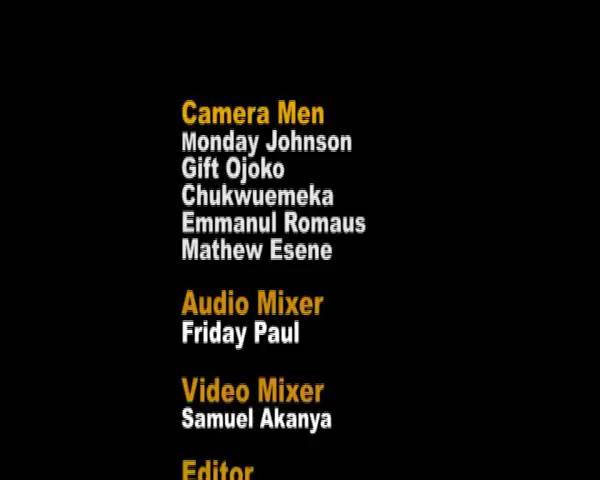 Camera Men
Monday Johnson
Gift Ojoko
Chukwuemeka
Emmanul Romaus
Mathew Esene
Audio Mixer
Friday Paul
Video Mixer
Samuel Akanya
Editor